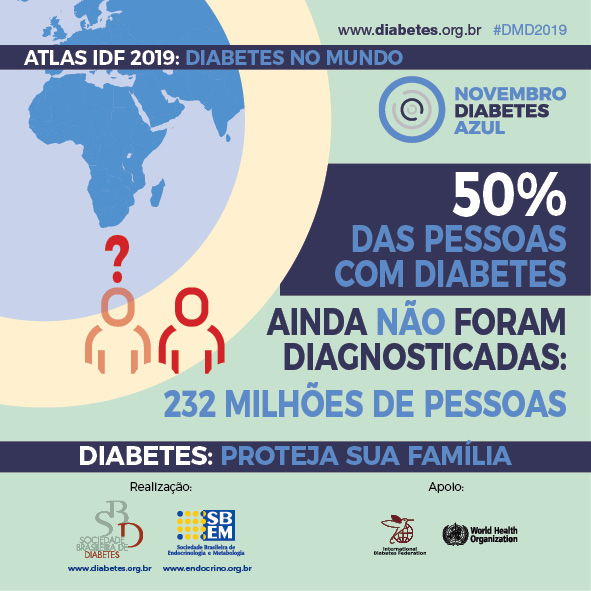 www.diabetes.org.br #DMD2019
ATLAS IDF 2019: DIABETES NO MUNDO
NOVEMBRO
DIABETES
AZUL
50%
DAS PESSOAS
COM DIABETES
?
AINDA NÃO FORAM
DIAGNOSTICADAS:
232 MILHÕES DE PESSOAS
DIABETES: PROTEJA SUA FAMÍLIA
Realização:
Apoio:
SBD
SOCIEDADE
BRASILEIRA DE
DIABETES
www.diabetes.org.br
SB
EM
Sociedade Brasileira de
Endocrinologia e Metabologia
www.endocrino.org.br
International
Diabetes Federation
World Health
Organization